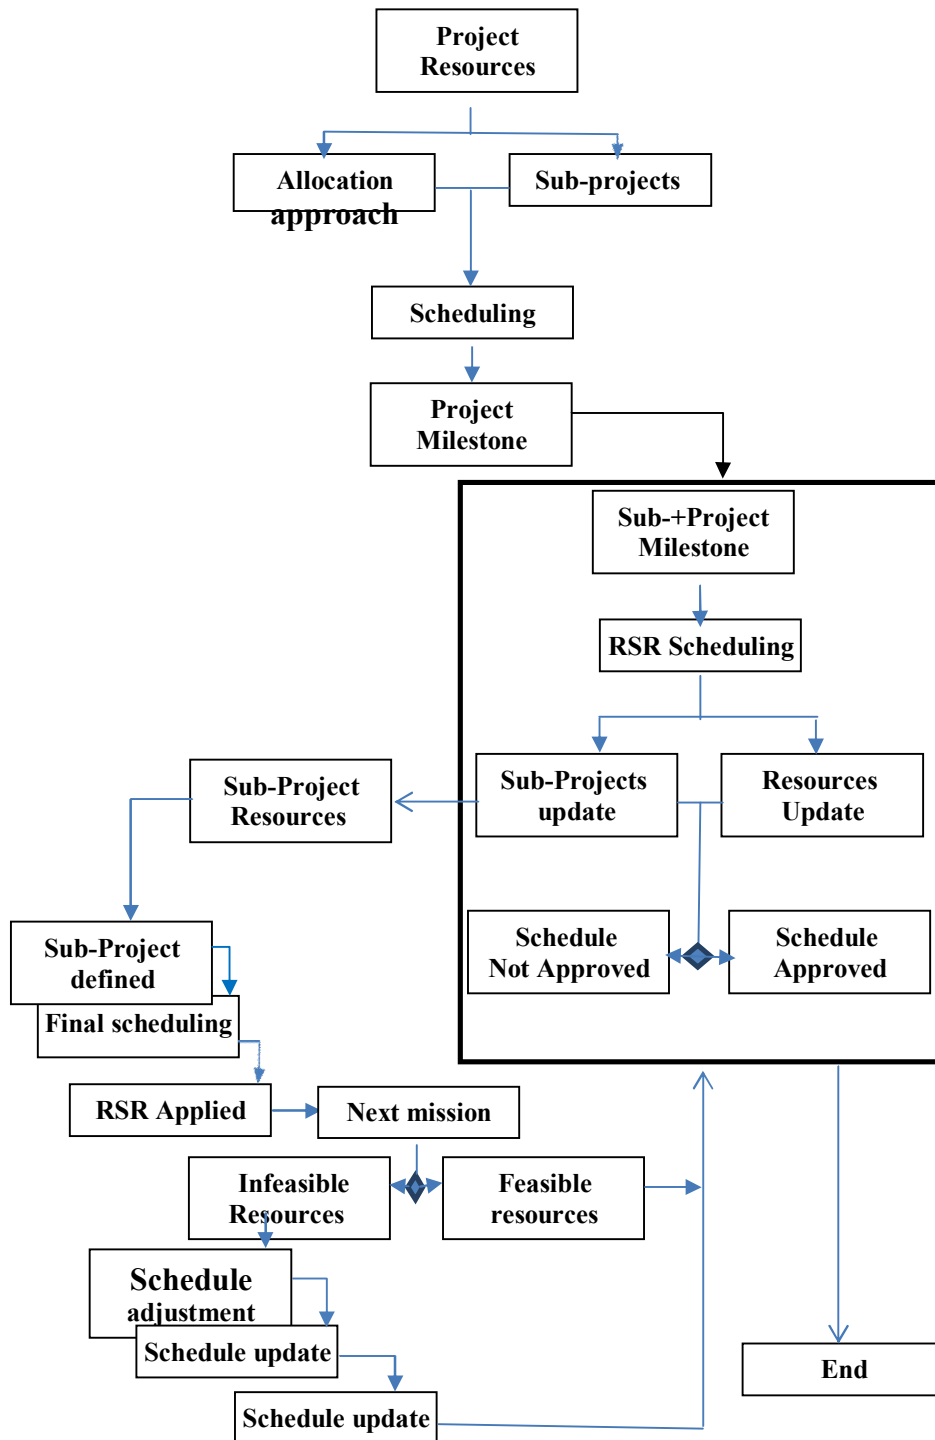 Project
Resources
Allocation
approach
Sub-projects
Scheduling
Project
Milestone
Sub-+Project
Milestone
RSR Scheduling
Sub-Projects
update
Resources
Update
Sub-Project
Resources
Schedule
Not Approved
Schedule
Approved
Sub-Project
defined
Final scheduling
RSR Applied
Next mission
Infeasible
Resources
Feasible
resources
Schedule
adjustment
Schedule update
End
Schedule update